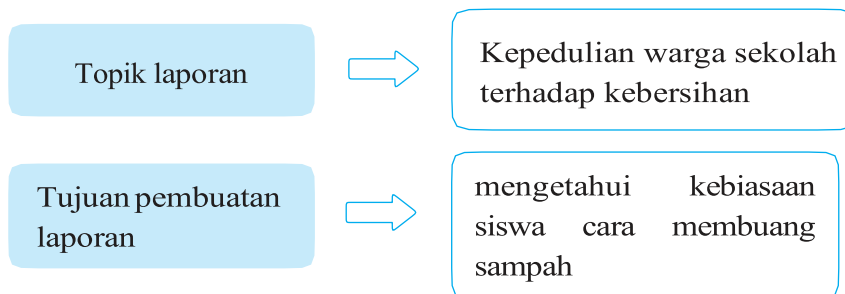 Topik laporan
Kepedulian warga sekolah
terhadap kebersihan
Tujuan pembuatan
laporan
mengetahui kebiasaan
siswa cara membuang
sampah